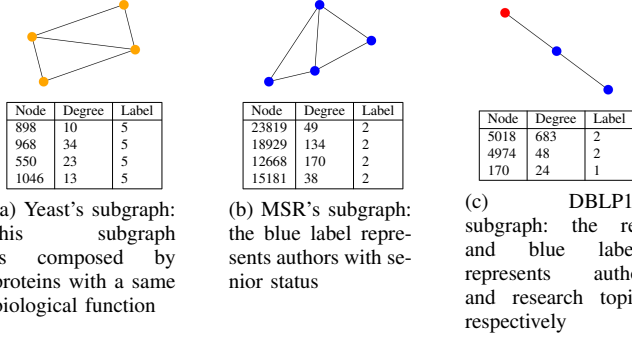 Node Degree Label
898 10 5
968 34 5
550 23 5
1046 13 5
a) Yeast's subgraph:
his subgraph
s composed by
proteins with a same
biological function
Node Degree Label
23819 49 2
18929 134 2
12668 170 2
15181 38 2
(b) MSR's subgraph:
the blue label repre-
sents authors with se-
nior status
Node Degree Label
5018 683 2
4974 48 2
170 24 1
(c) DBLP1
subgraph: the re
and blue labe
represents autho
and research topi
respectively